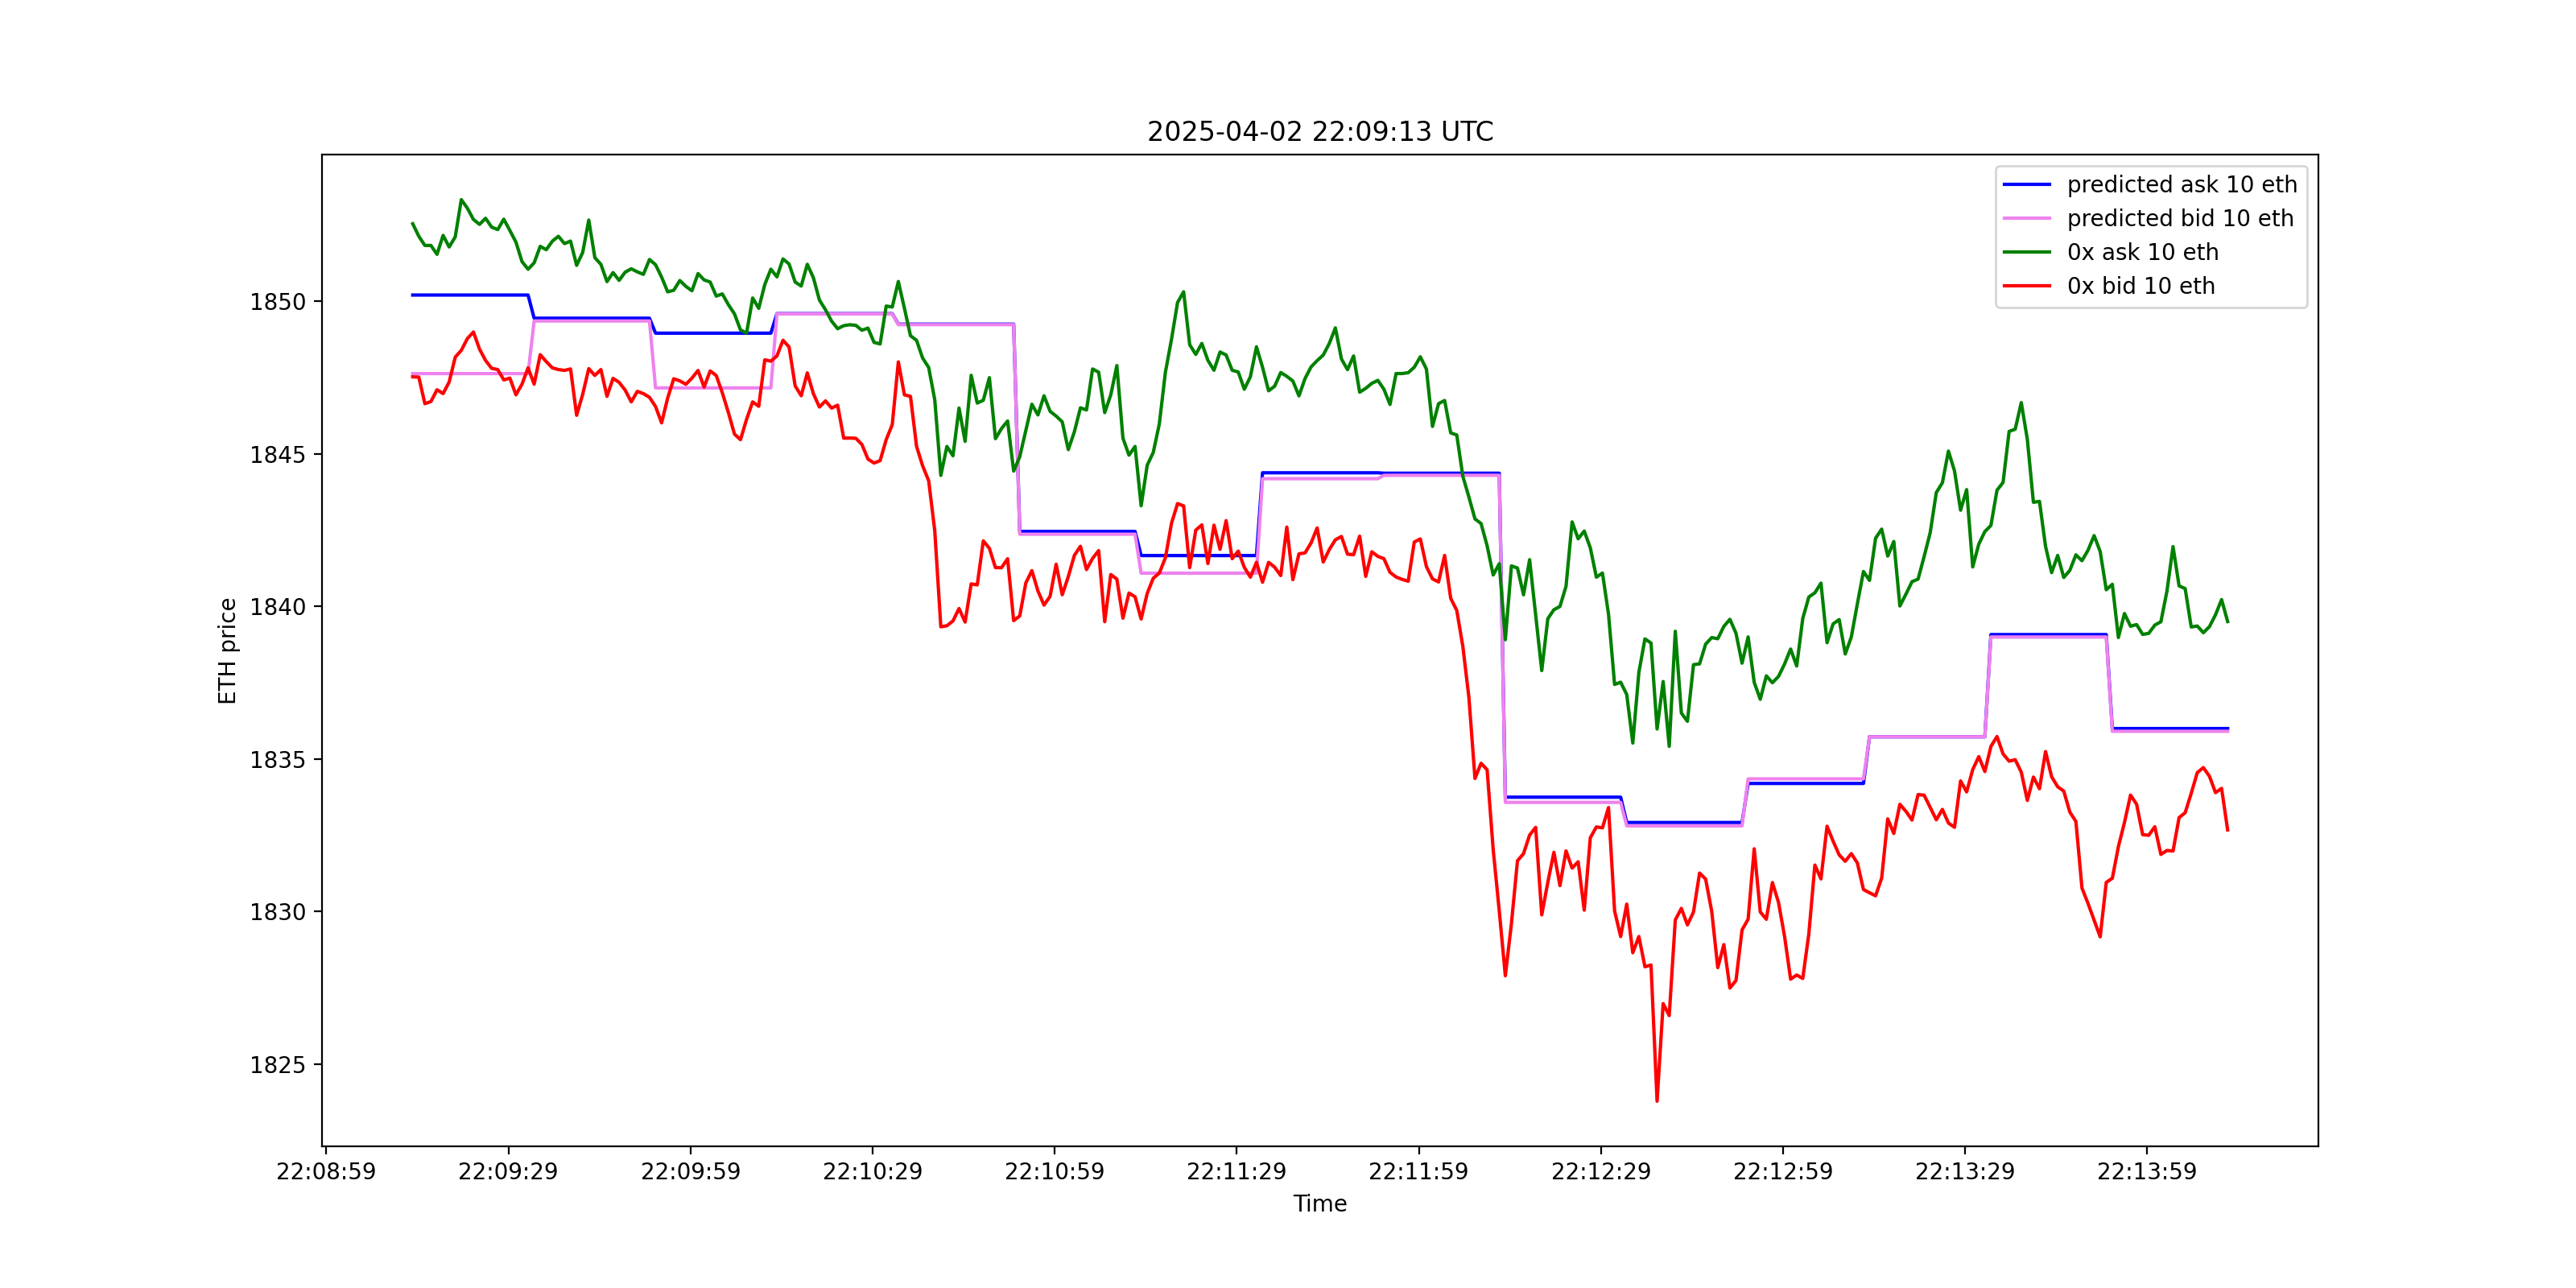 2025-04-02 22:09:13 UTC
predicted ask 10 eth
predicted bid 10 eth
0x ask 10 eth
0x bid 10 eth
ETH price
1850
1845
1840
1835
1830
1825
22:08:59
22:09:29
22:09:59
22:10:29
22:10:59
22:11:29
22:11:59
22:12:29
22:12:59
22:13:29
22:13:59
Time